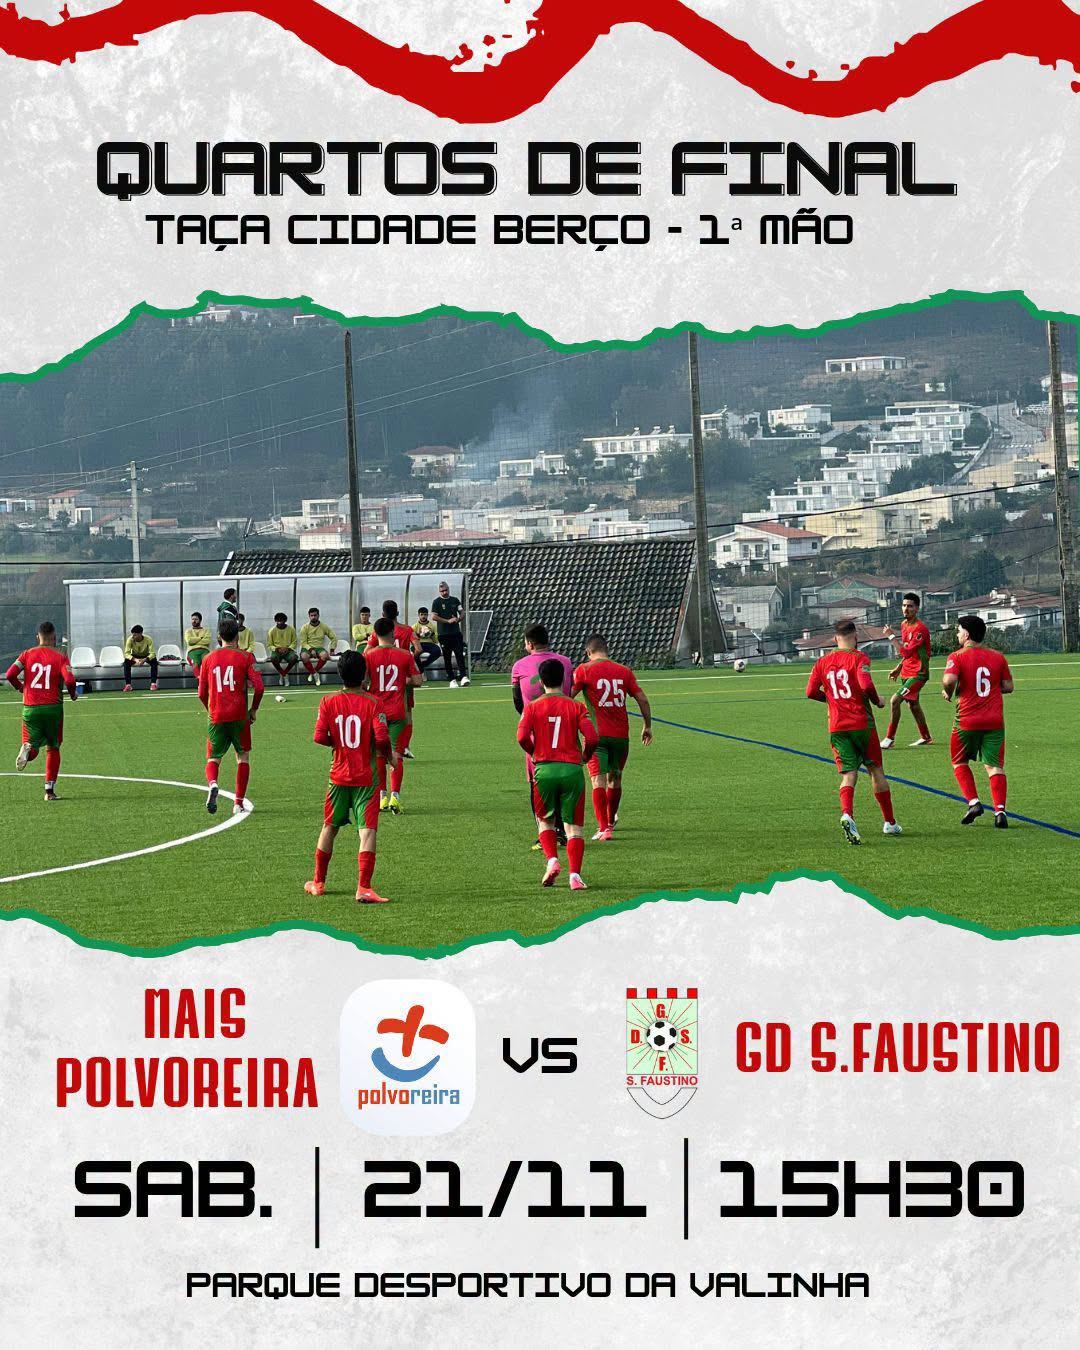 QUARTOS DE FINAL
TAÇA CIDADE BERÇO - 1ª MÃO
21
14
12
10
7
25
13
6
MAIS
POLVOREIRA
polvoreira
VS
G.
D. S.
F.
S. FAUSTINO
GD S.FAUSTINO
SAB. | 21/11 | 15H30
PARQUE DESPORTIVO DA VALINHA